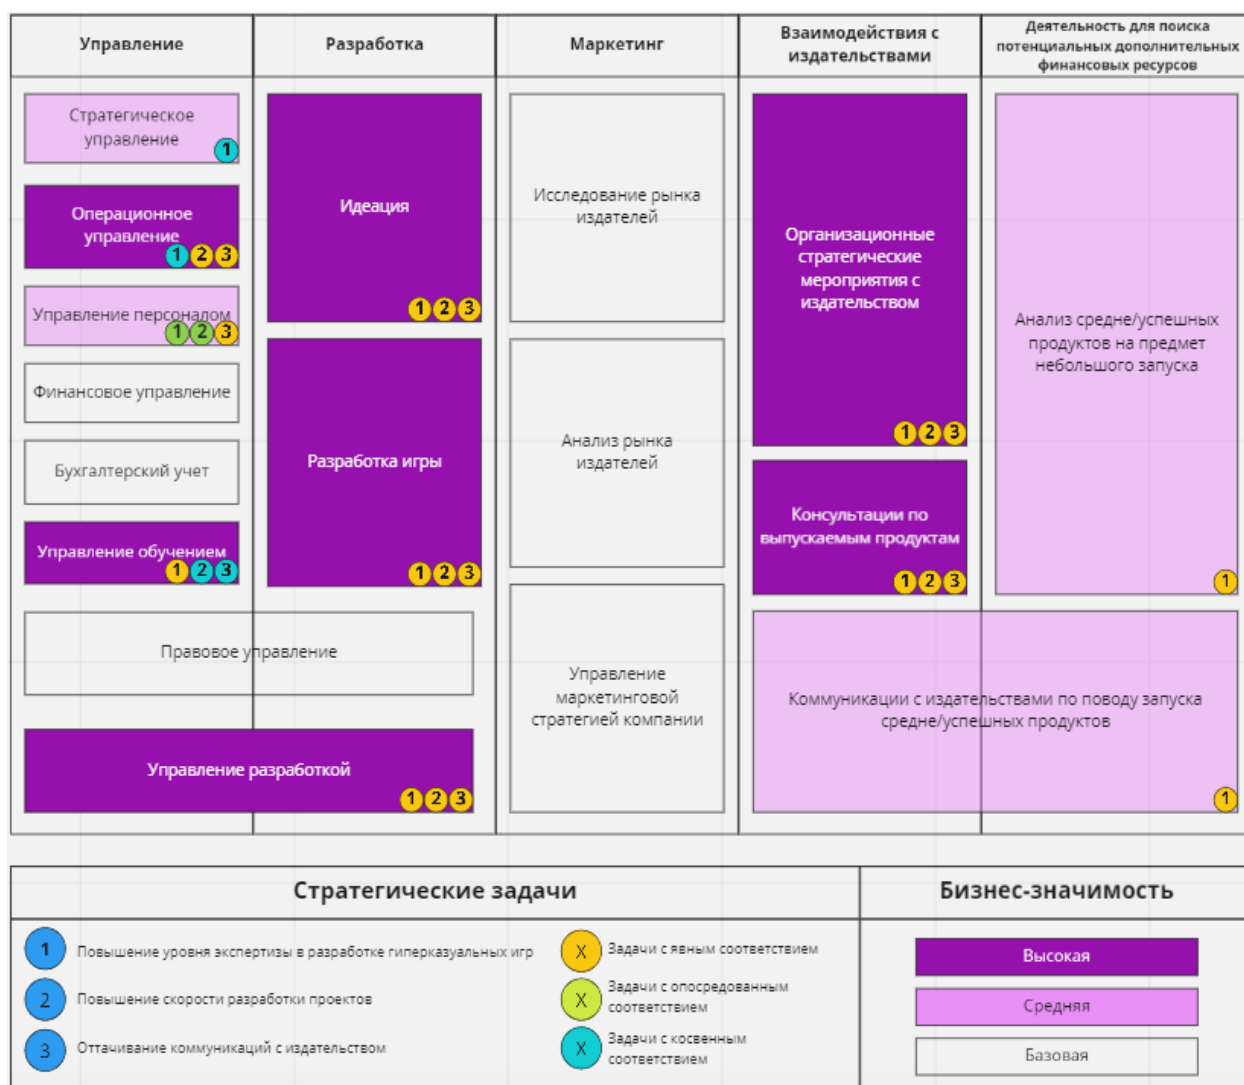 Управление
Разработка
Маркетинг
Взаимодействия с
издательствами
Деятельность для поиска
потенциальных дополнительных
финансовых ресурсов
Стратегическое
управление
1
Операционное
управление
1 2 3
Управление персоналом
1 2 3
Финансовое управление
Бухгалтерский учет
Управление обучением
1 2 3
Правовое управление
Управление разработкой
1 2 3
Идеация
1 2 3
Разработка игры
1 2 3
Исследование рынка
издателей
Анализ рынка
издателей
Управление
маркетинговой
стратегией компании
Организационные
стратегические
мероприятия с
издательством
1 2 3
Консультации по
выпускаемым продуктам
1 2 3
Анализ средне/успешных
продуктов на предмет
небольшого запуска
1
Коммуникации с издательствами по поводу запуска
средне/успешных продуктов
1
Стратегические задачи
1 Повышение уровня экспертизы в разработке гиперказуальных игр
2 Повышение скорости разработки проектов
3 Оттачивание коммуникаций с издательством
X Задачи с явным соответствием
X Задачи с опосредованным
соответствием
X Задачи с косвенным
соответствием
Бизнес-значимость
Высокая
Средняя
Базовая